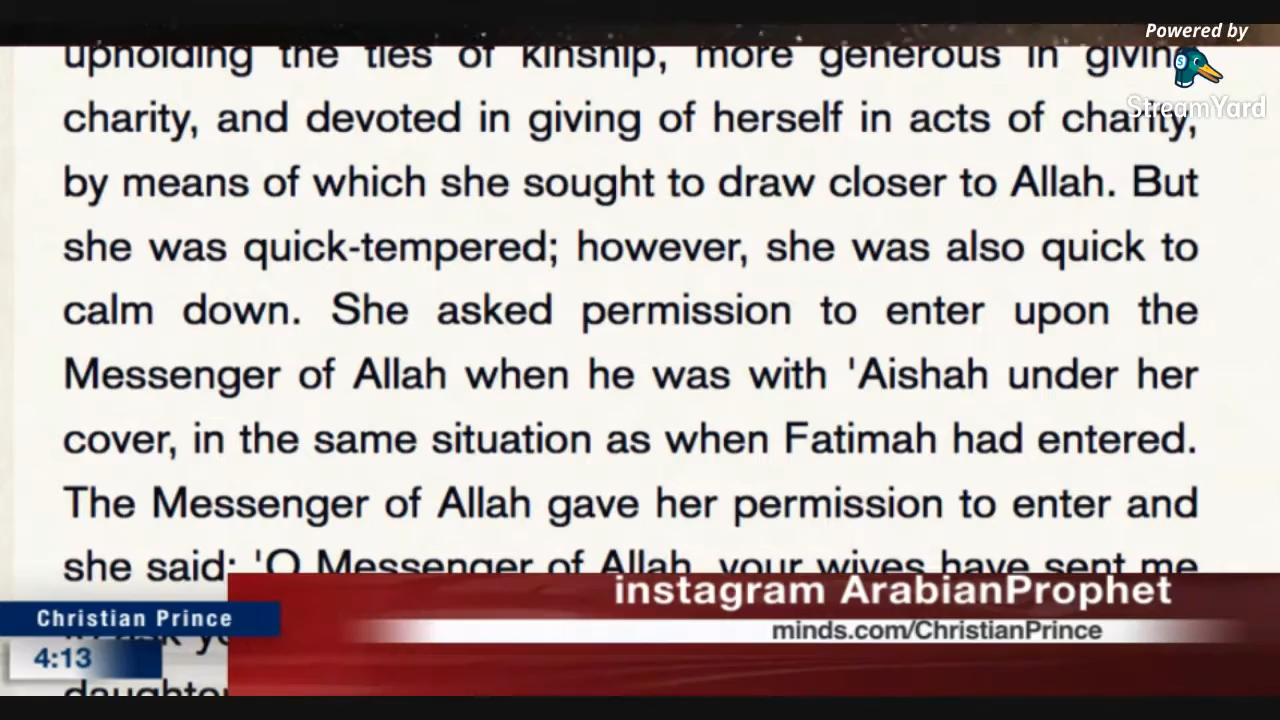 Powered by
StreamYard
upholding the ties of kinship, more generous in giving
charity, and devoted in giving of herself in acts of charity,
by means of which she sought to draw closer to Allah. But
she was quick-tempered; however, she was also quick to
calm down. She asked permission to enter upon the
Messenger of Allah when he was with 'Aishah under her
cover, in the same situation as when Fatimah had entered.
The Messenger of Allah gave her permission to enter and
she said: 'O Messenger of Allah, your wives have sent me
instagram ArabianProphet
Christian Prince
minds.com/ChristianPrince
4:13